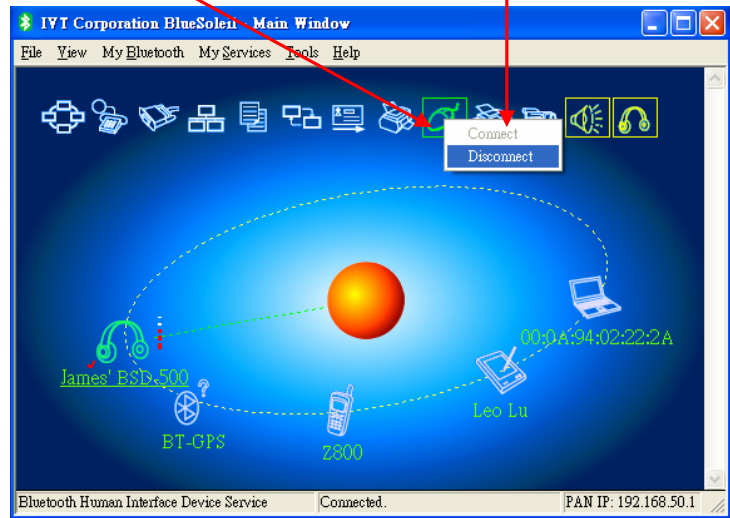 IVT Corporation BlueSoleil - Main Window
File View My Bluetooth My Services Tools Help
Connect
Disconnect
00:0A:94:02:22:2A
James' BSD-500
?
Leo Lu
BT-GPS
Z800
Bluetooth Human Interface Device Service Connected. PAN IP: 192.168.50.1